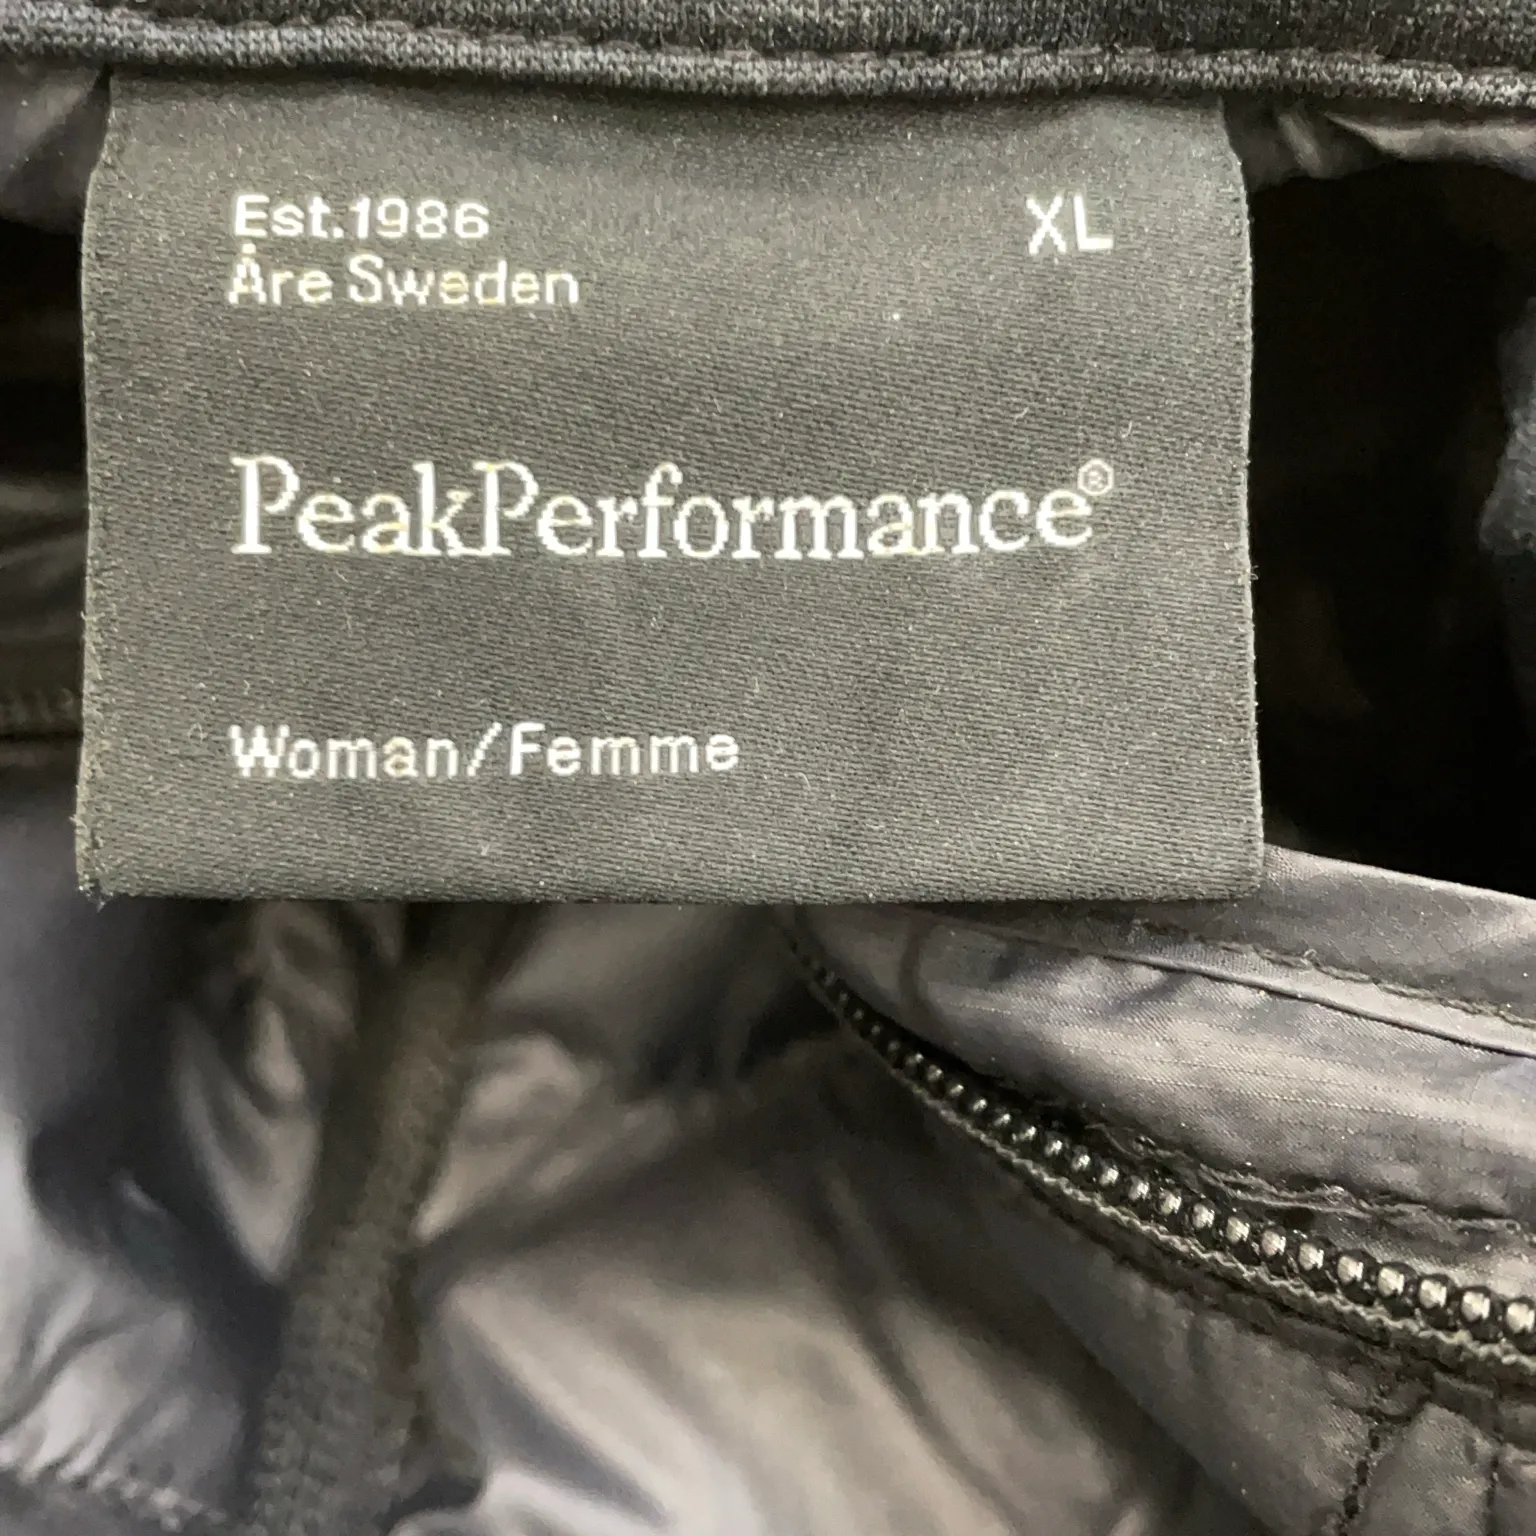 Est.1986
Åre Sweden
XL
PeakPerformance®
Woman/Femme